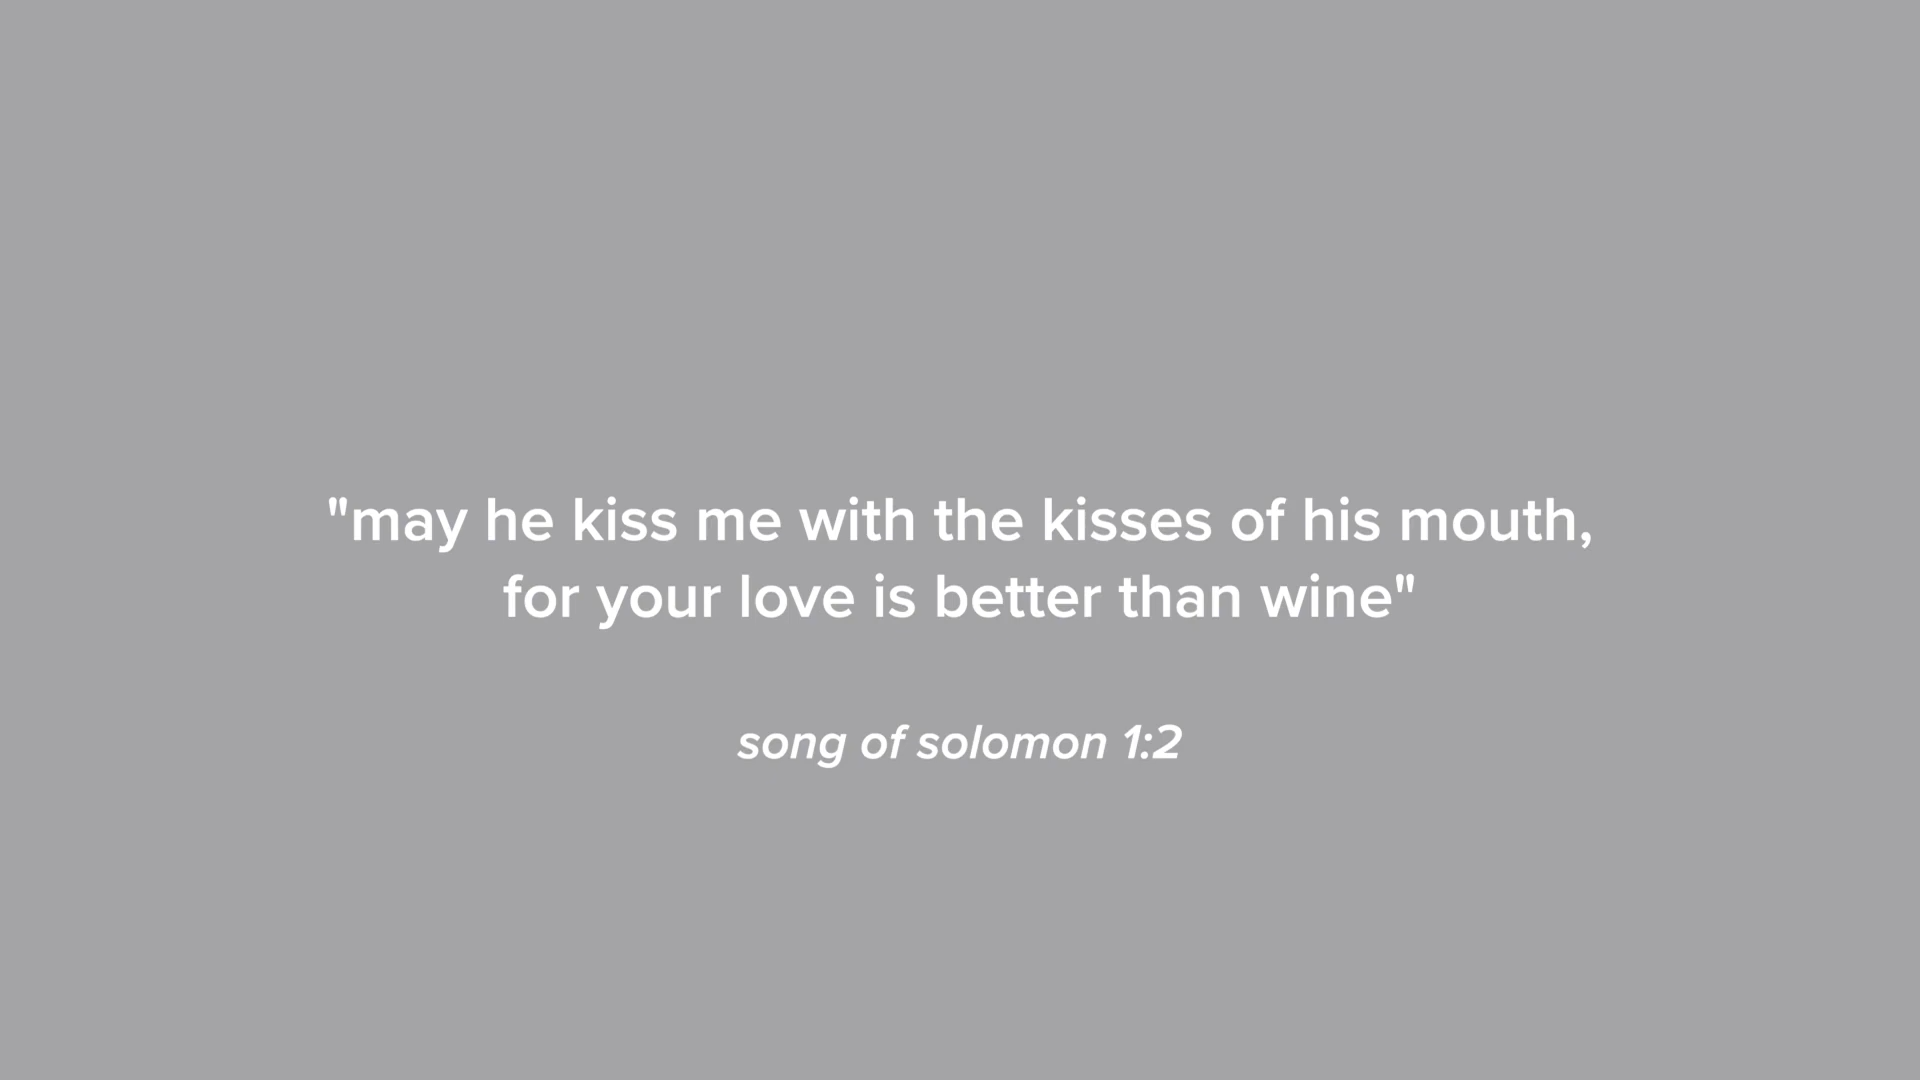 "may he kiss me with the kisses of his mouth,
for your love is better than wine"
song of solomon 1:2